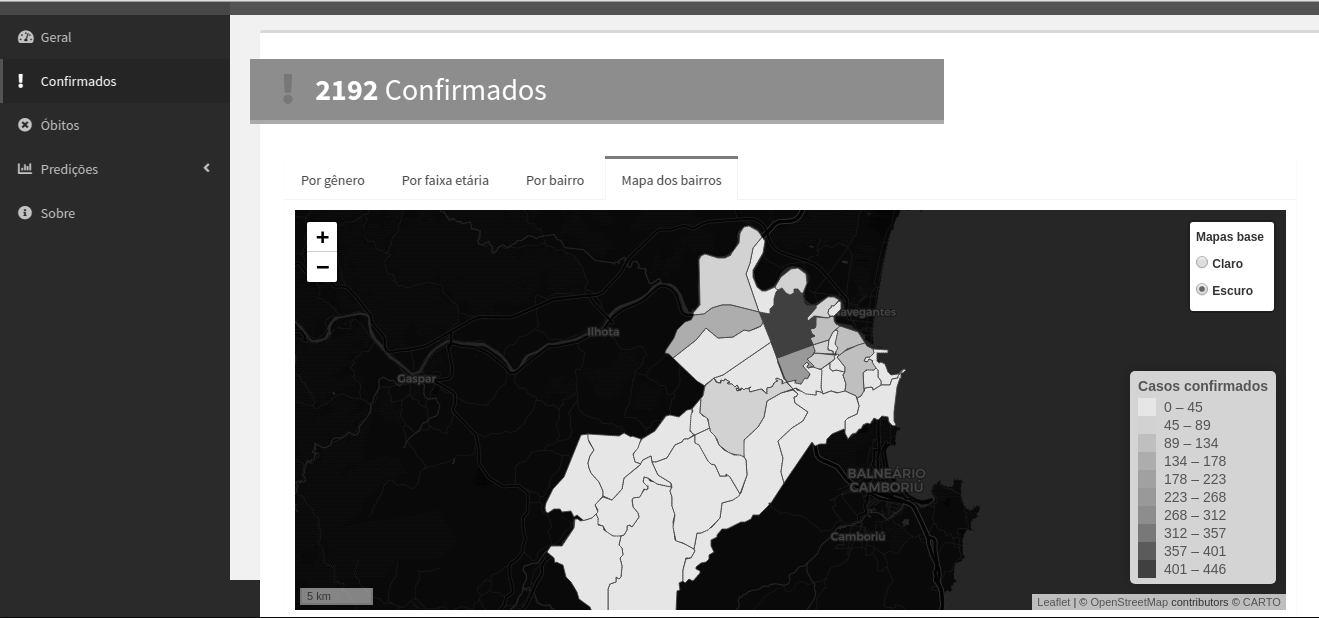 Geral
Confirmados
Óbitos
Predições
Sobre
2192 Confirmados
Por gênero
Por faixa etária
Por bairro
Mapa dos bairros
+
−
Mapas base
Claro
Escuro
avegantes
Ilhota
Gaspar
BALNEÁRIO
CAMBORIÚ
Camboriú
Casos confirmados
0 – 45
45 – 89
89 – 134
134 – 178
178 – 223
223 – 268
268 – 312
312 – 357
357 – 401
401 – 446
5 km
Leaflet | © OpenStreetMap contributors © CARTO